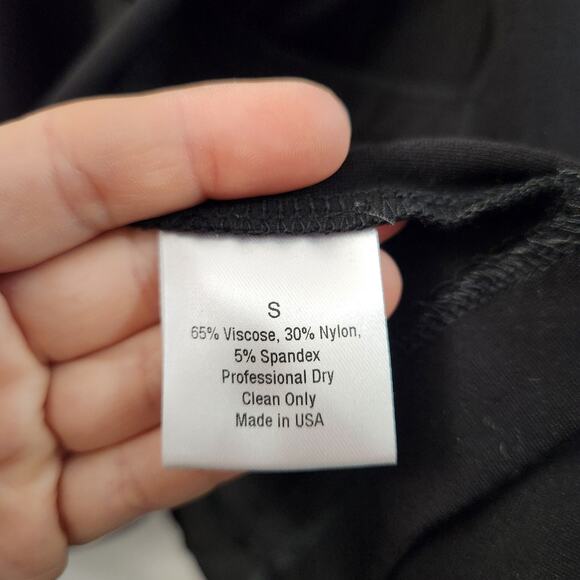 S
65% Viscose, 30% Nylon,
5% Spandex
Professional Dry
Clean Only
Made in USA